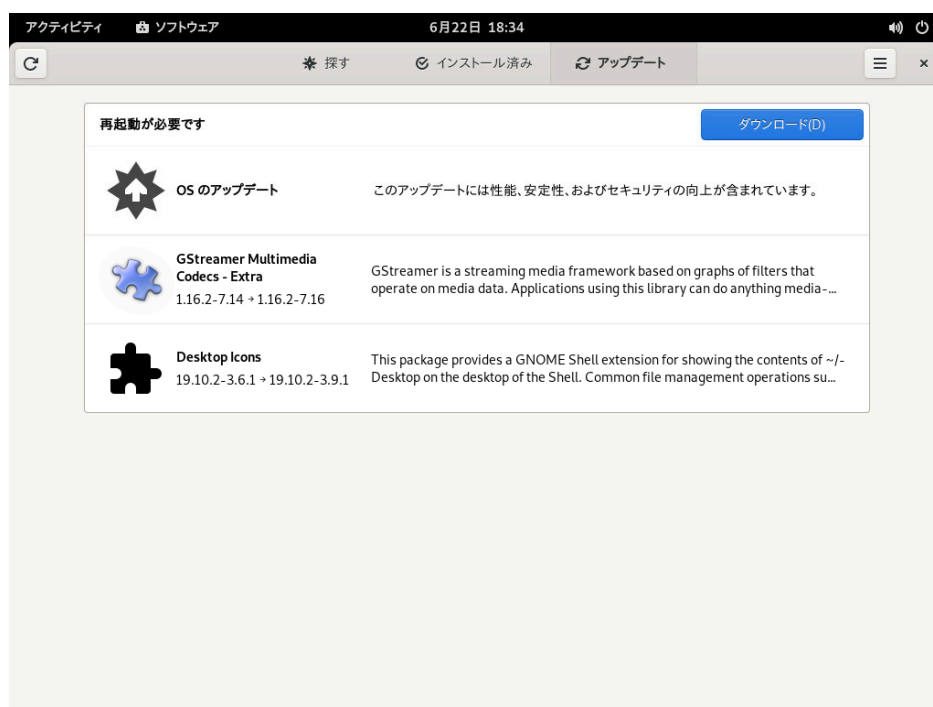 アクティビティ ソフトウェア 6月22日 18:34
探す インストール済み アップデート
再起動が必要です ダウンロード(D)
OS のアップデート このアップデートには性能、安定性、およびセキュリティの向上が含まれています。
GStreamer Multimedia
Codecs - Extra
1.16.2-7.14 → 1.16.2-7.16
GStreamer is a streaming media framework based on graphs of filters that
operate on media data. Applications using this library can do anything media-…
Desktop Icons
19.10.2-3.6.1 → 19.10.2-3.9.1
This package provides a GNOME Shell extension for showing the contents of ~/-
Desktop on the desktop of the Shell. Common file management operations su…